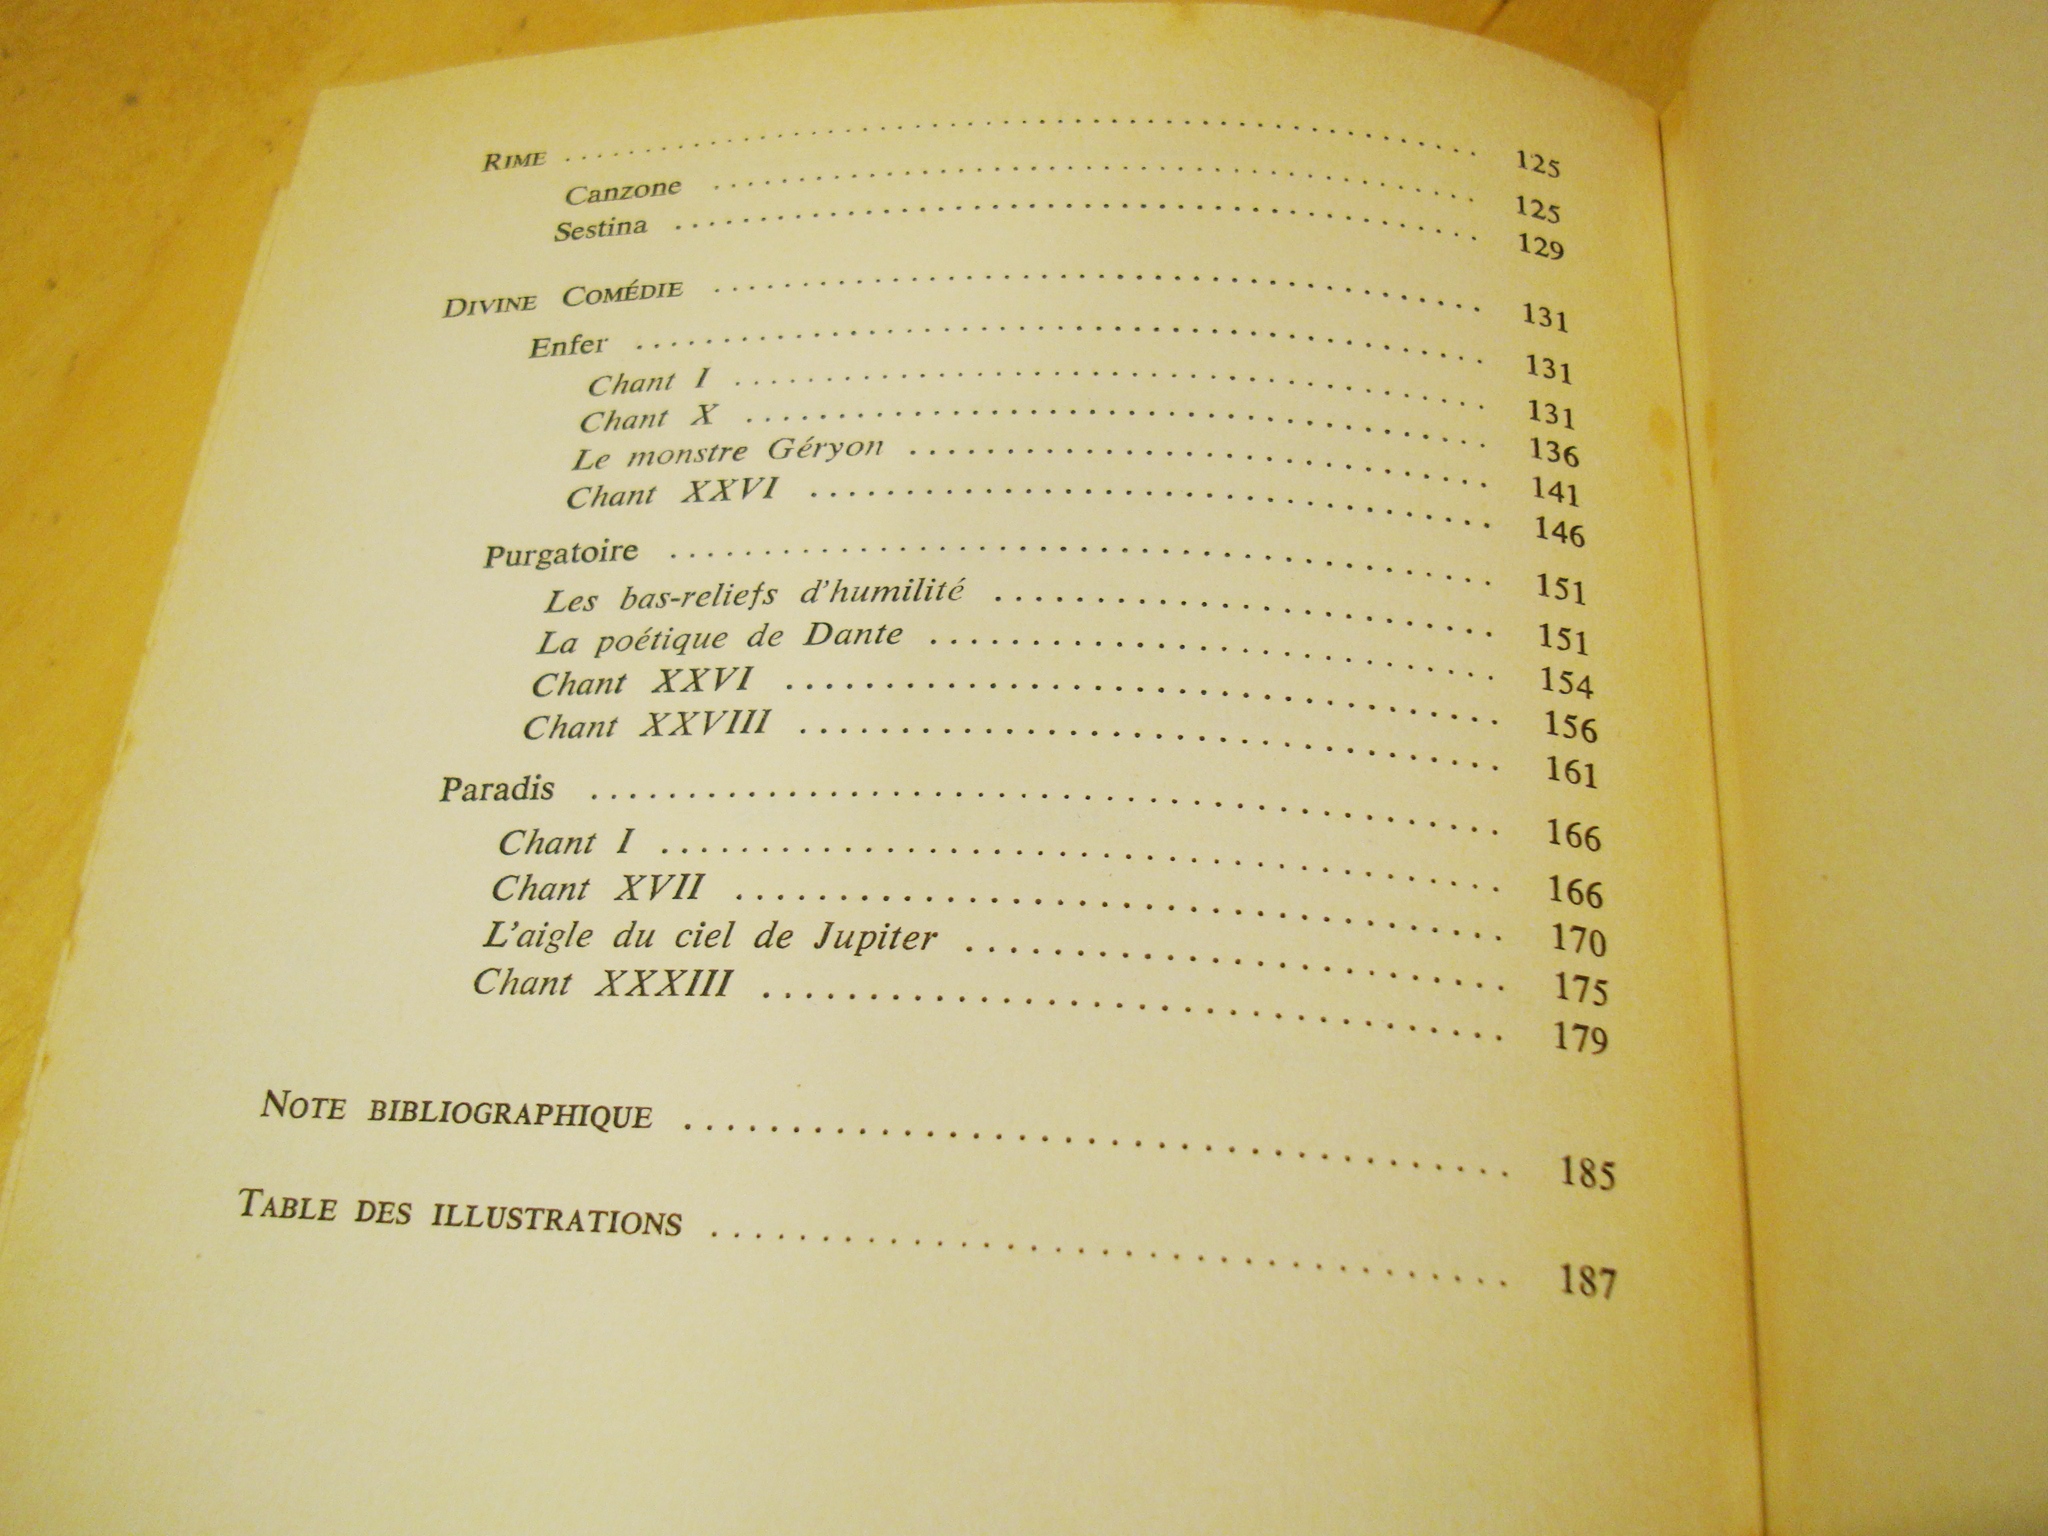 RIME . . . . . . . . . . . . . . . . . . . . 125
Canzone . . . . . . . . . . . . . . . . . . . . 125
Sestina . . . . . . . . . . . . . . . . . . . . 129
DIVINE COMÉDIE . . . . . . . . . . . . . . . . . . . . 131
Enfer . . . . . . . . . . . . . . . . . . . . 131
Chant I . . . . . . . . . . . . . . . . . . . . 131
Chant X . . . . . . . . . . . . . . . . . . . . 136
Le monstre Géryon . . . . . . . . . . . . . . . . . . . . 141
Chant XXVI . . . . . . . . . . . . . . . . . . . . 146
Purgatoire . . . . . . . . . . . . . . . . . . . . 151
Les bas-reliefs d'humilité . . . . . . . . . . . . . . . . . . . . 151
La poétique de Dante . . . . . . . . . . . . . . . . . . . . 154
Chant XXVI . . . . . . . . . . . . . . . . . . . . 156
Chant XXVIII . . . . . . . . . . . . . . . . . . . . 161
Paradis . . . . . . . . . . . . . . . . . . . . 166
Chant I . . . . . . . . . . . . . . . . . . . . 166
Chant XVII . . . . . . . . . . . . . . . . . . . . 170
L'aigle du ciel de Jupiter . . . . . . . . . . . . . . . . . . . . 175
Chant XXXIII . . . . . . . . . . . . . . . . . . . . 179
NOTE BIBLIOGRAPHIQUE . . . . . . . . . . . . . . . . . . . . 185
TABLE DES ILLUSTRATIONS . . . . . . . . . . . . . . . . . . . . 187